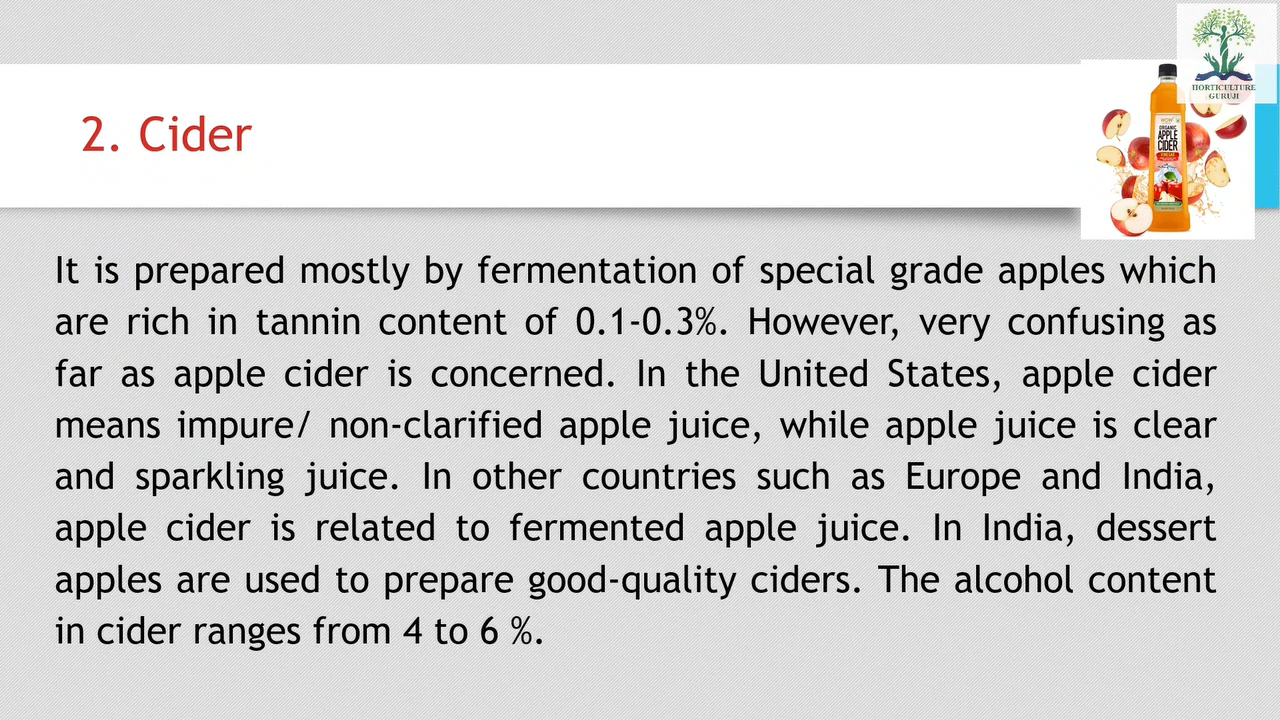 HORTICULTURE
GURUJI
2. Cider
ORGANIC
APPLE
CIDER
VINEGAR
It is prepared mostly by fermentation of special grade apples which
are rich in tannin content of 0.1-0.3%. However, very confusing as
far as apple cider is concerned. In the United States, apple cider
means impure/ non-clarified apple juice, while apple juice is clear
and sparkling juice. In other countries such as Europe and India,
apple cider is related to fermented apple juice. In India, dessert
apples are used to prepare good-quality ciders. The alcohol content
in cider ranges from 4 to 6 %.